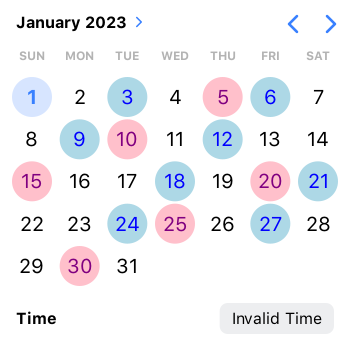 January 2023
SUN MON TUE WED THU FRI SAT
1 2 3 4 5 6 7
8 9 10 11 12 13 14
15 16 17 18 19 20 21
22 23 24 25 26 27 28
29 30 31
Time Invalid Time